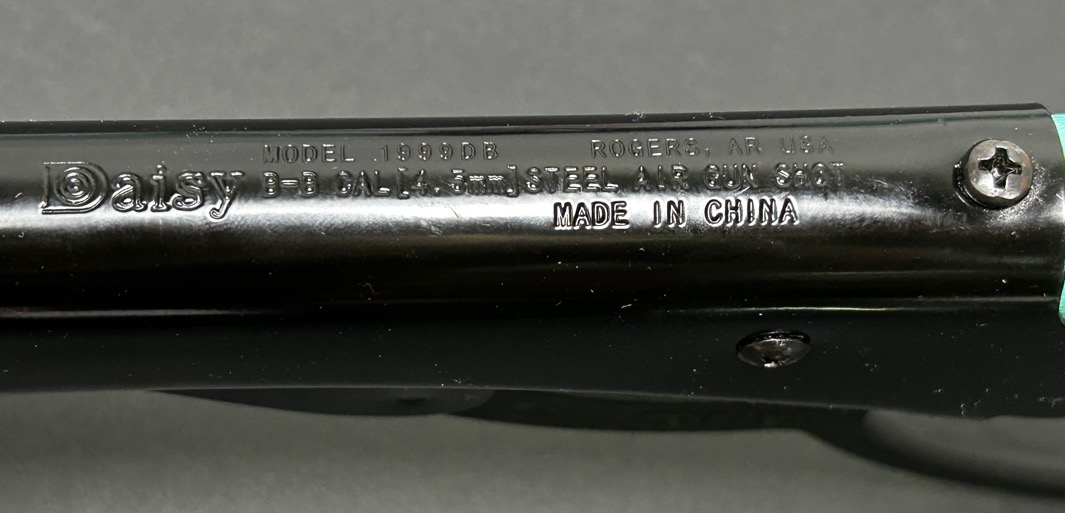 Daisy
MODEL 1999DB ROGERS, AR USA
B-B CAL[4.5mm]STEEL AIR GUN SHOT
MADE IN CHINA